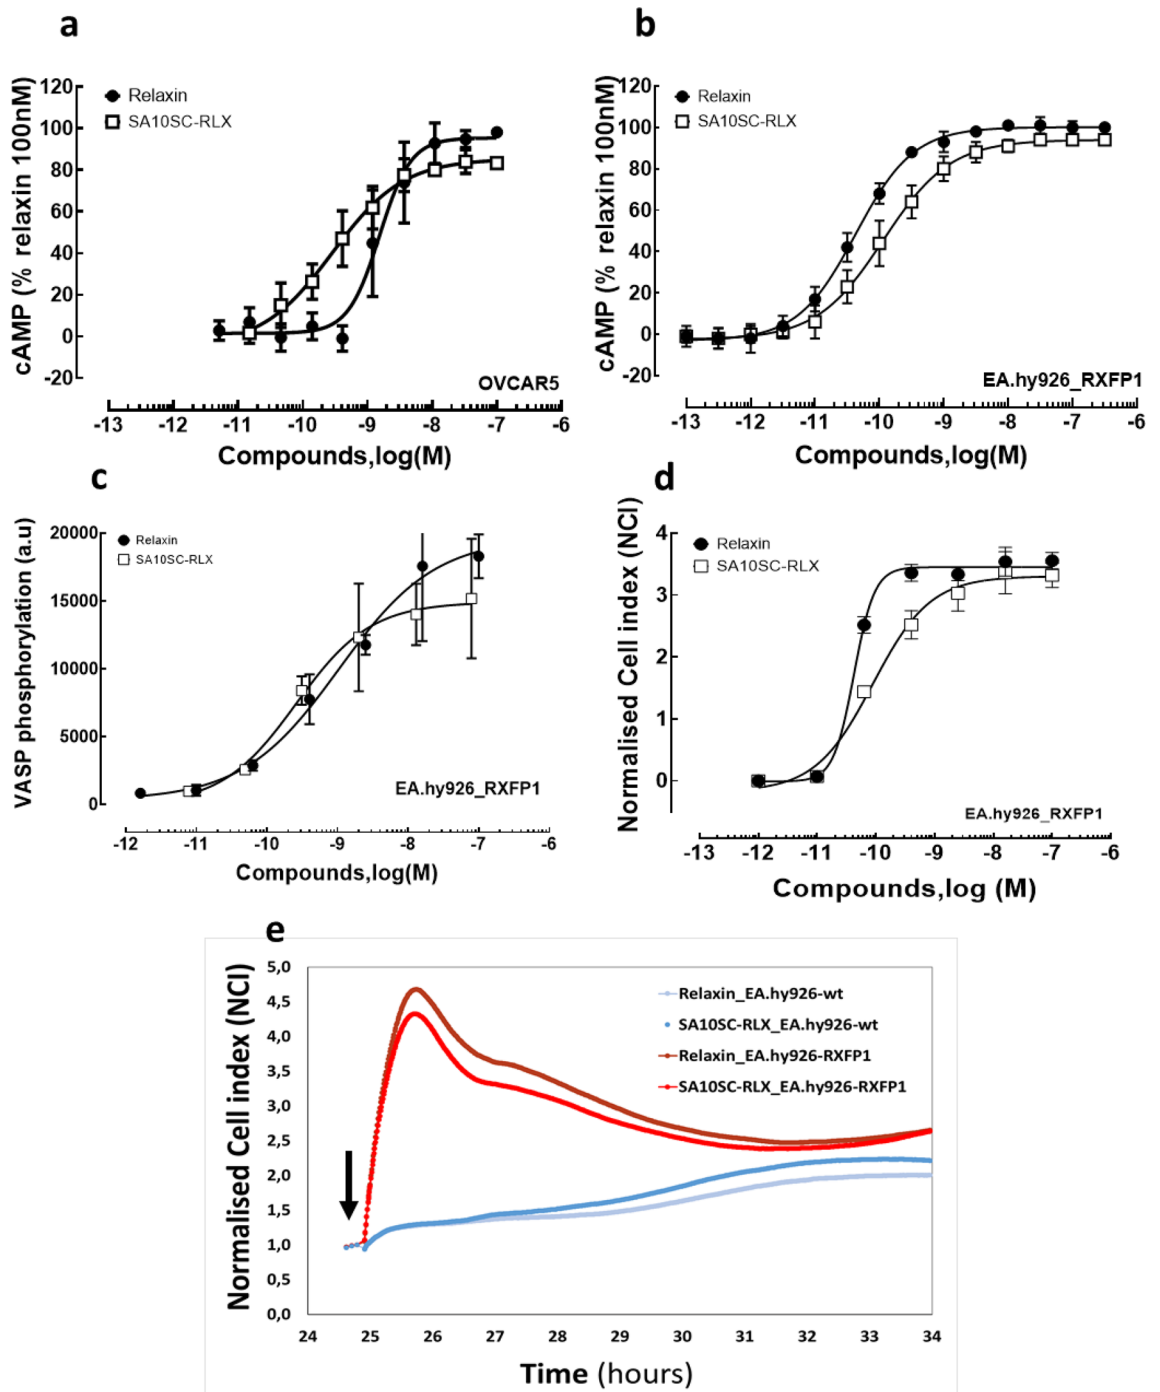 a
b
cAMP (% relaxin 100nM)
120
100
80
60
40
20
0
-20
Relaxin
SA10SC-RLX
OVCAR5
-13 -12 -11 -10 -9 -8 -7 -6
Compounds,log(M)
cAMP (% relaxin 100nM)
120
100
80
60
40
20
0
-20
Relaxin
SA10SC-RLX
EA.hy926_RXFP1
-13 -12 -11 -10 -9 -8 -7 -6
Compounds,log(M)
c
d
VASP phosphorylation (a.u)
20000
15000
10000
5000
0
Relaxin
SA10SC-RLX
EA.hy926_RXFP1
-12 -11 -10 -9 -8 -7 -6
Compounds,log(M)
Normalised Cell index (NCI)
4
3
2
1
0
Relaxin
SA10SC-RLX
EA.hy926_RXFP1
-13 -12 -11 -10 -9 -8 -7 -6
Compounds,log (M)
e
Normalised Cell index (NCI)
5,0
4,5
4,0
3,5
3,0
2,5
2,0
1,5
1,0
0,5
0,0
Relaxin_EA.hy926-wt
SA10SC-RLX_EA.hy926-wt
Relaxin_EA.hy926-RXFP1
SA10SC-RLX_EA.hy926-RXFP1
24 25 26 27 28 29 30 31 32 33 34
Time (hours)